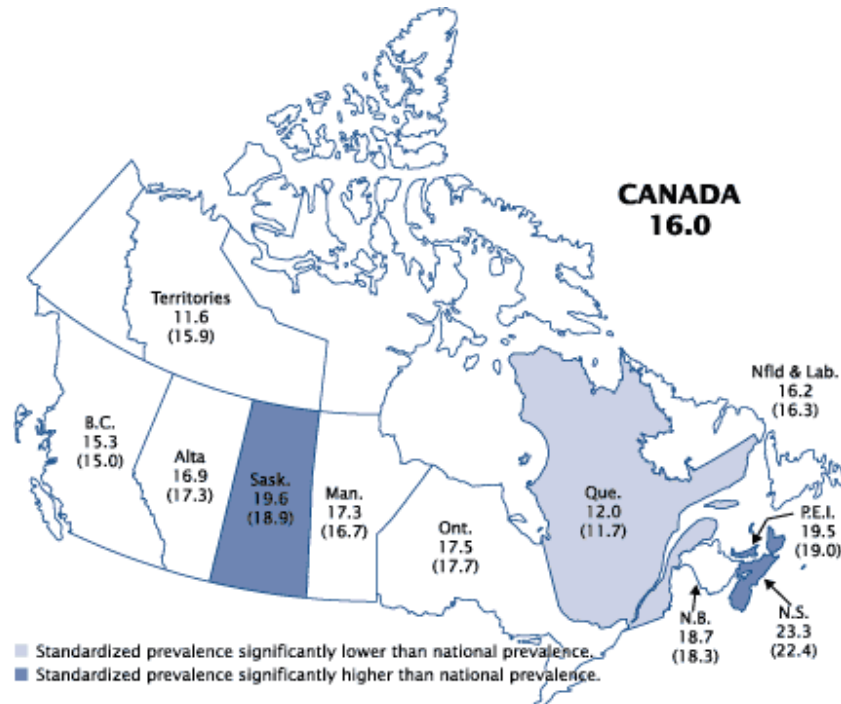 CANADA
16.0
Territories
11.6
(15.9)
Nfld & Lab.
16.2
(16.3)
B.C.
15.3
(15.0)
Alta
16.9
(17.3)
Sask.
19.6
(18.9)
Man.
17.3
(16.7)
Ont.
17.5
(17.7)
Que.
12.0
(11.7)
P.E.I.
19.5
(19.0)
N.B.
18.7
(18.3)
N.S.
23.3
(22.4)
Standardized prevalence significantly lower than national prevalence.
Standardized prevalence significantly higher than national prevalence.